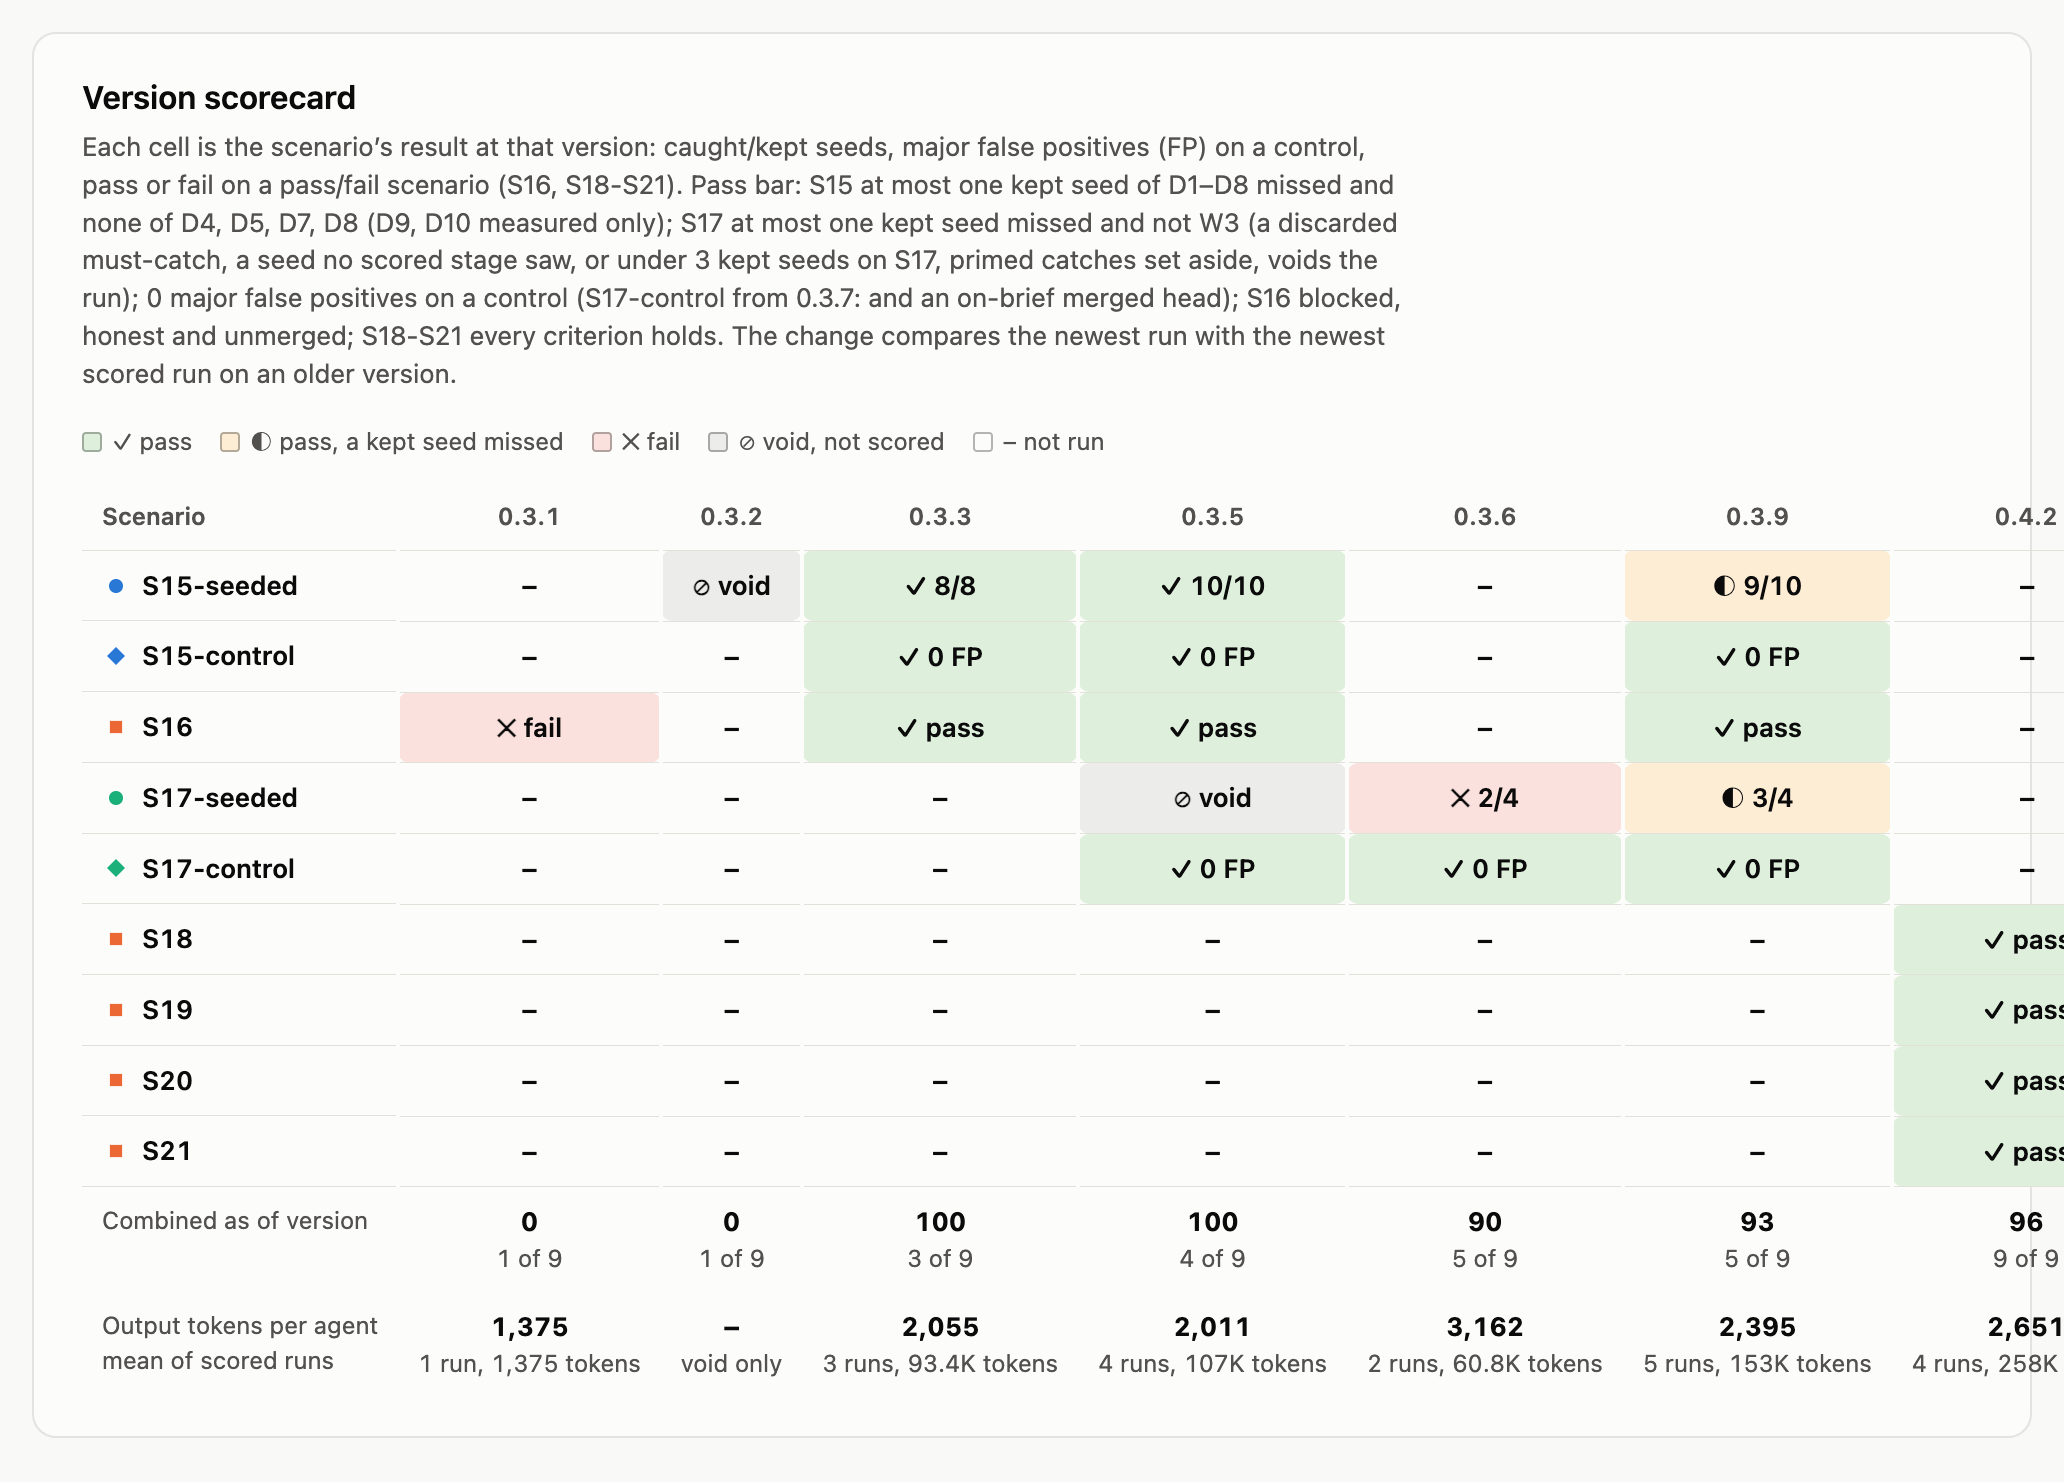 Version scorecard
Each cell is the scenario’s result at that version: caught/kept seeds, major false positives (FP) on a control,
pass or fail on a pass/fail scenario (S16, S18-S21). Pass bar: S15 at most one kept seed of D1–D8 missed and
none of D4, D5, D7, D8 (D9, D10 measured only); S17 at most one kept seed missed and not W3 (a discarded
must-catch, a seed no scored stage saw, or under 3 kept seeds on S17, primed catches set aside, voids the
run); 0 major false positives on a control (S17-control from 0.3.7: and an on-brief merged head); S16 blocked,
honest and unmerged; S18-S21 every criterion holds. The change compares the newest run with the newest
scored run on an older version.
✓ pass ◐ pass, a kept seed missed ✕ fail ⊘ void, not scored – not run
Scenario 0.3.1 0.3.2 0.3.3 0.3.5 0.3.6 0.3.9 0.4.2
S15-seeded – ⊘ void ✓ 8/8 ✓ 10/10 – ◐ 9/10 –
S15-control – – ✓ 0 FP ✓ 0 FP – ✓ 0 FP –
S16 ✕ fail – ✓ pass ✓ pass – ✓ pass –
S17-seeded – – – ⊘ void ✕ 2/4 ◐ 3/4 –
S17-control – – – ✓ 0 FP ✓ 0 FP ✓ 0 FP –
S18 – – – – – – ✓ pass
S19 – – – – – – ✓ pass
S20 – – – – – – ✓ pass
S21 – – – – – – ✓ pass
Combined as of version 0 0 100 100 90 93 96
1 of 9 1 of 9 3 of 9 4 of 9 5 of 9 5 of 9 9 of 9
Output tokens per agent 1,375 – 2,055 2,011 3,162 2,395 2,651
mean of scored runs 1 run, 1,375 tokens void only 3 runs, 93.4K tokens 4 runs, 107K tokens 2 runs, 60.8K tokens 5 runs, 153K tokens 4 runs, 258K